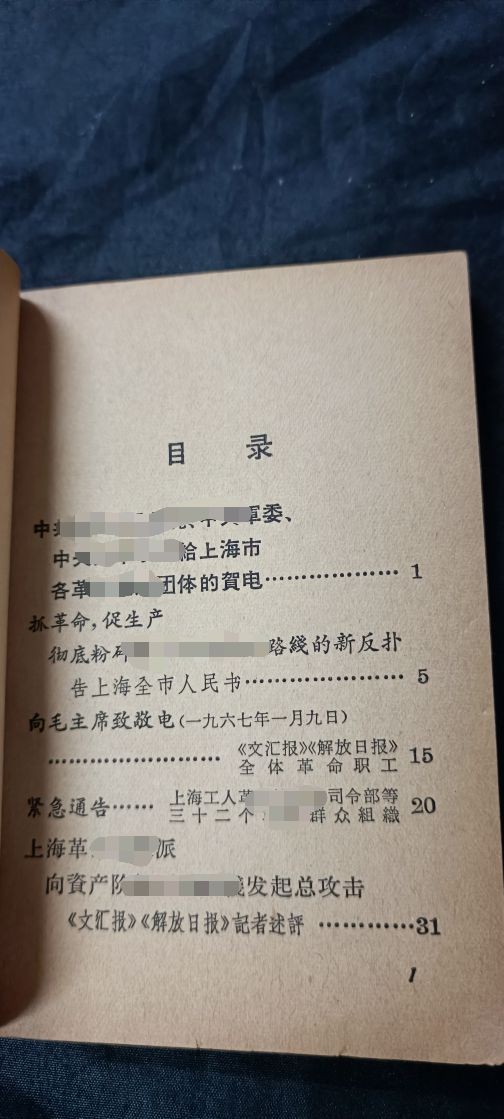 目 录
中共 军委、
中央 給上海市
各革 团体的賀电………………… 1
抓革命,促生产
彻底粉 路綫的新反扑
告上海全市人民书………………… 5
向毛主席致敬电(一九六七年一月九日)
………………… 《文汇报》《解放日报》 15
全体革命职工
紧急通告…… 上海工人革 司令部等 20
三十二个 群众組織
上海革 派
向資产阶 发起总攻击
《文汇报》《解放日报》記者述評 …………31
1